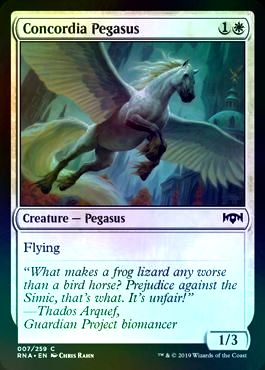 Concordia Pegasus 1
Creature — Pegasus
Flying
“What makes a frog lizard any worse
than a bird horse? Prejudice against the
Simic, that’s what. It’s unfair!”
—Thados Arquef,
Guardian Project biomancer
1/3
007/259 C
RNA • EN Chris Rahn
™ & © 2019 Wizards of the Coast